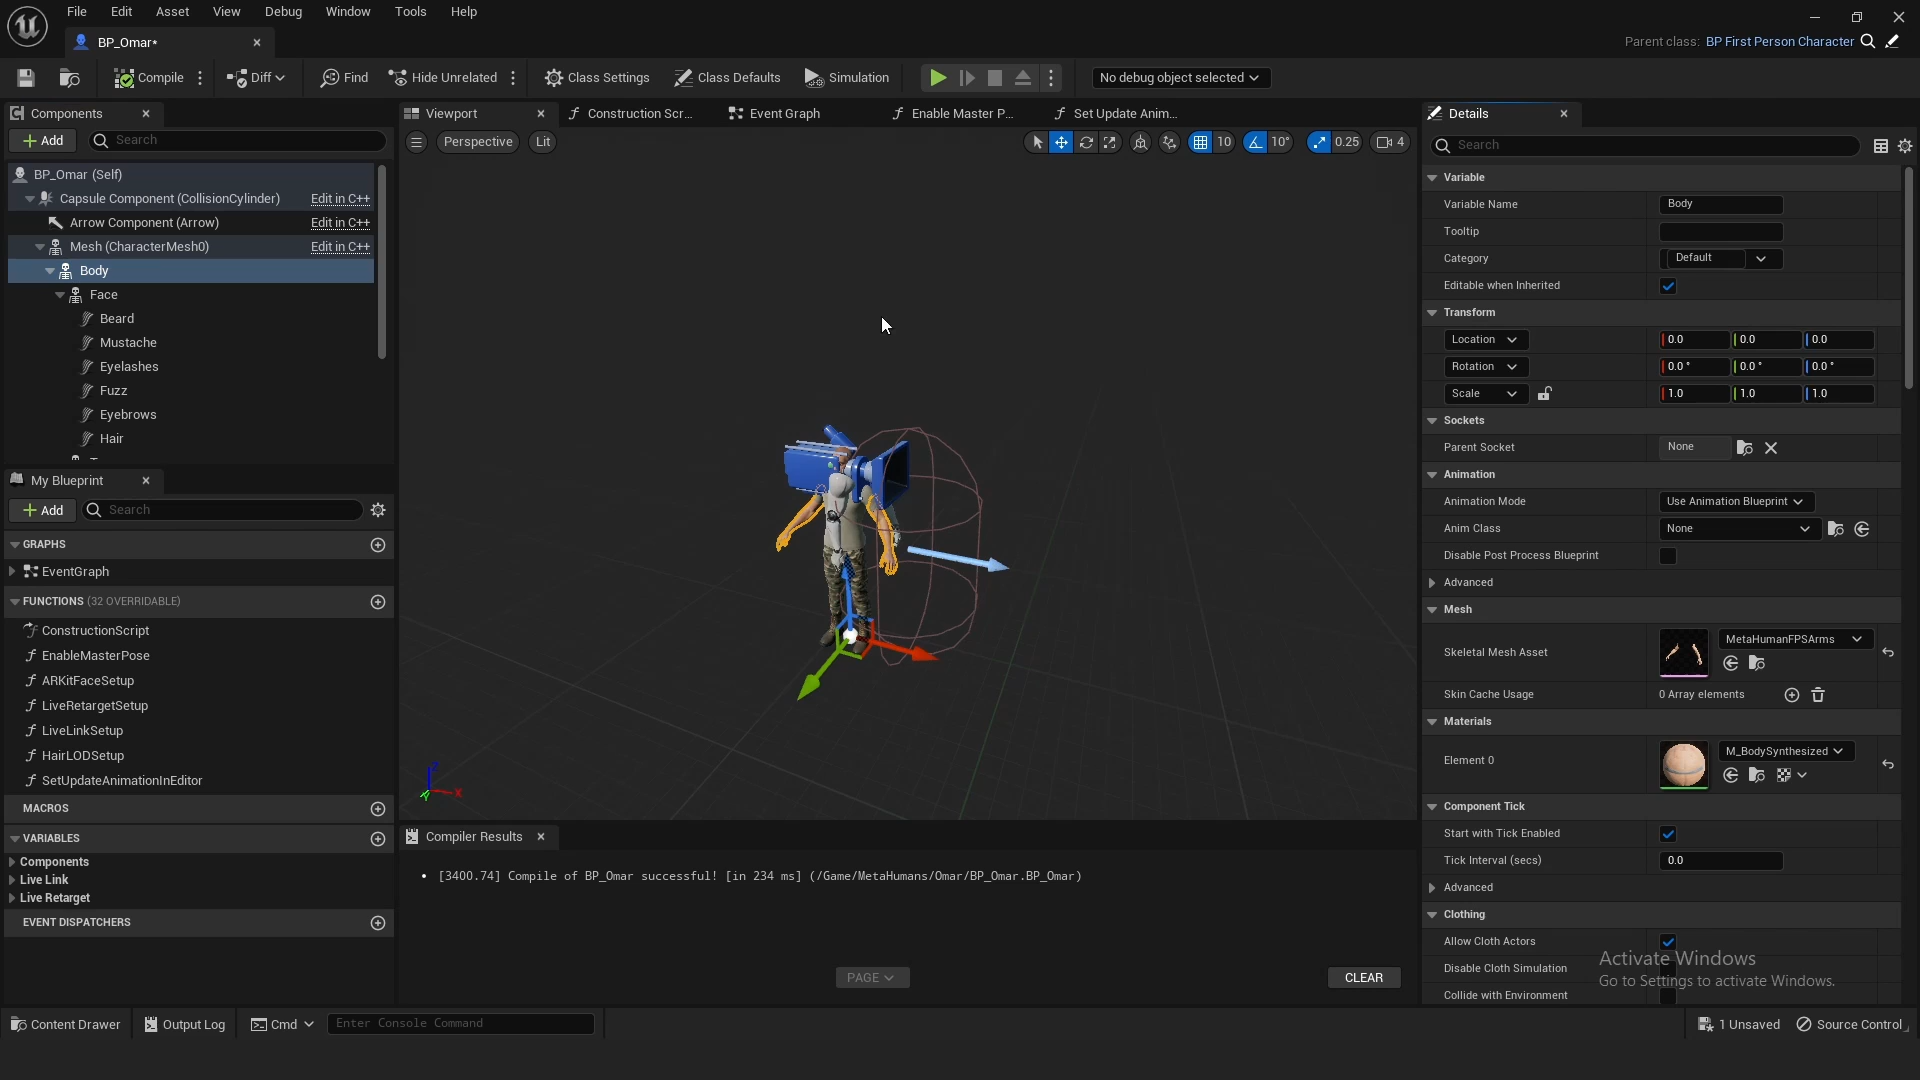 File Edit Asset View Debug Window Tools Help
BP_Omar*
Parent class: BP First Person Character
Compile Diff Find Hide Unrelated Class Settings Class Defaults Simulation No debug object selected
Components
Add Search
BP_Omar (Self)
Capsule Component (CollisionCylinder) Edit in C++
Arrow Component (Arrow) Edit in C++
Mesh (CharacterMesh0) Edit in C++
Body
Face
Beard
Mustache
Eyelashes
Fuzz
Eyebrows
Hair
My Blueprint
Add Search
GRAPHS
EventGraph
FUNCTIONS (32 OVERRIDABLE)
ConstructionScript
EnableMasterPose
ARKitFaceSetup
LiveRetargetSetup
LiveLinkSetup
HairLODSetup
SetUpdateAnimationInEditor
MACROS
VARIABLES
Components
Live Link
Live Retarget
EVENT DISPATCHERS
Viewport Construction Scr... Event Graph Enable Master P... Set Update Anim...
Perspective Lit 10 10° 0.25 4
Z
X
Y
Compiler Results
• [3400.74] Compile of BP_Omar successful! [in 234 ms] (/Game/MetaHumans/Omar/BP_Omar.BP_Omar)
PAGE CLEAR
Details
Search
Variable
Variable Name Body
Tooltip
Category Default
Editable when Inherited
Transform
Location 0.0 0.0 0.0
Rotation 0.0 ° 0.0 ° 0.0 °
Scale 1.0 1.0 1.0
Sockets
Parent Socket None
Animation
Animation Mode Use Animation Blueprint
Anim Class None
Disable Post Process Blueprint
Advanced
Mesh
Skeletal Mesh Asset MetaHumanFPSArms
Skin Cache Usage 0 Array elements
Materials
Element 0 M_BodySynthesized
Component Tick
Start with Tick Enabled
Tick Interval (secs) 0.0
Advanced
Clothing
Allow Cloth Actors
Disable Cloth Simulation
Collide with Environment
Activate Windows
Go to Settings to activate Windows.
Content Drawer Output Log Cmd Enter Console Command 1 Unsaved Source Control